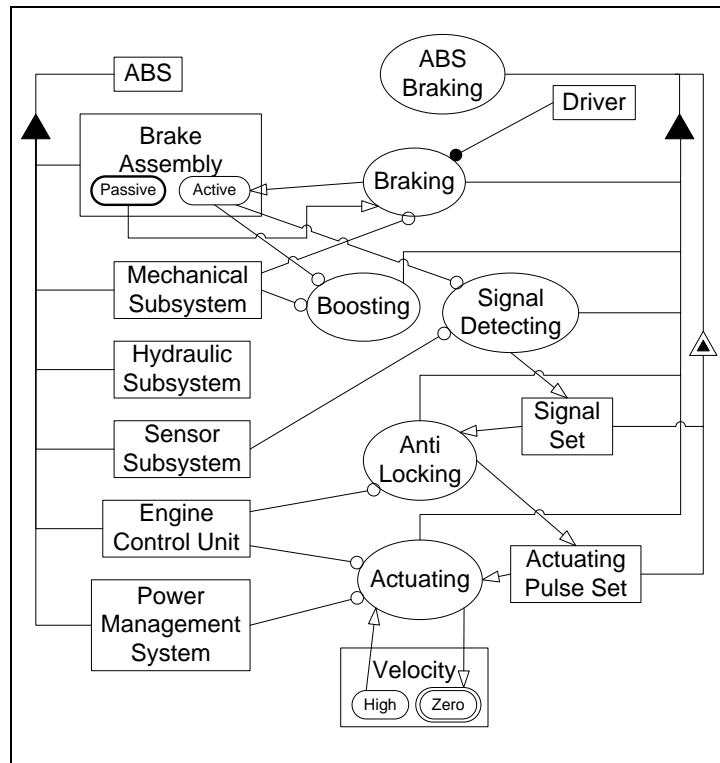 ABS
ABS
Braking
Driver
Brake
Assembly
Passive
Active
Braking
Mechanical
Subsystem
Boosting
Signal
Detecting
Hydraulic
Subsystem
Signal
Set
Sensor
Subsystem
Anti
Locking
Engine
Control Unit
Actuating
Actuating
Pulse Set
Power
Management
System
Velocity
High
Zero